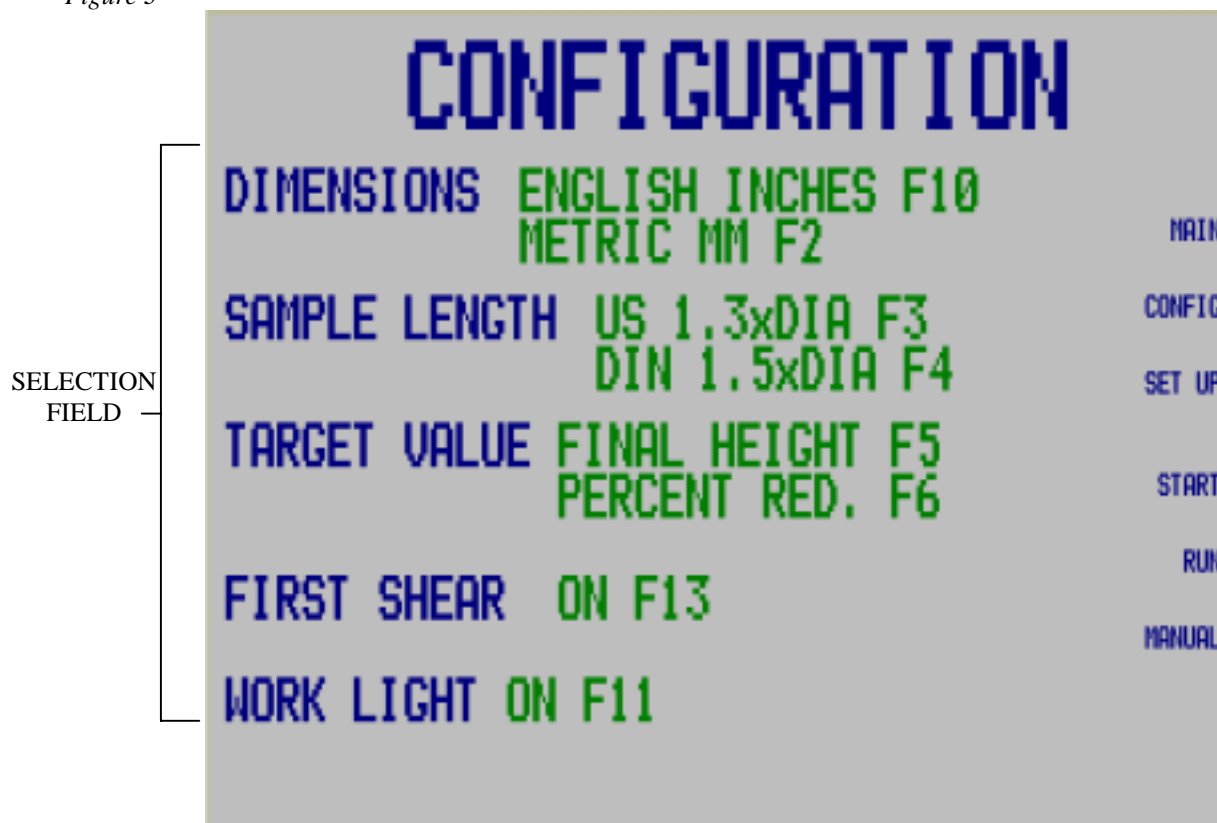 Figure 3
CONFIGURATION
DIMENSIONS ENGLISH INCHES F10
METRIC MM F2
SAMPLE LENGTH US 1.3xDIA F3
DIN 1.5xDIA F4
TARGET VALUE FINAL HEIGHT F5
PERCENT RED. F6
FIRST SHEAR ON F13
WORK LIGHT ON F11
SELECTION
FIELD
MAIN
CONFIG
SET UP
START
RUN
MANUAL